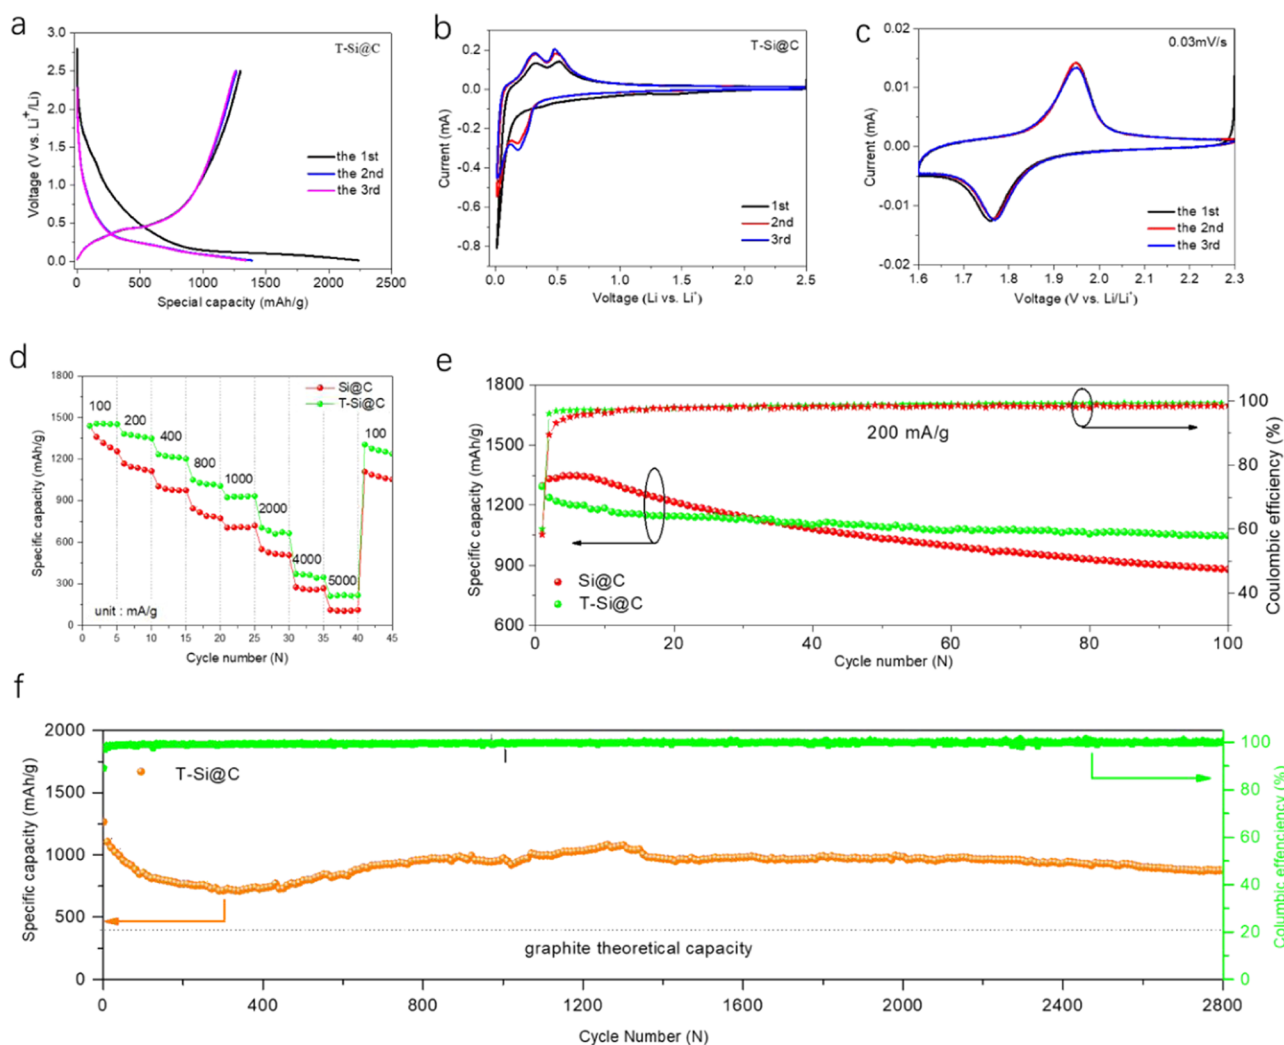 a
3.0
2.5
2.0
1.5
1.0
0.5
0.0
Voltage (V vs. Li⁺/Li)
T-Si@C
the 1st
the 2nd
the 3rd
0
500
1000
1500
2000
2500
Special capacity (mAh/g)
b
0.2
0.0
-0.2
-0.4
-0.6
-0.8
Current (mA)
T-Si@C
1st
2nd
3rd
0.0
0.5
1.0
1.5
2.0
2.5
Voltage (Li vs. Li⁺)
c
0.02
0.01
0.00
-0.01
-0.02
Current (mA)
0.03mV/s
the 1st
the 2nd
the 3rd
1.6
1.7
1.8
1.9
2.0
2.1
2.2
2.3
Voltage (V vs. Li/Li⁺)
d
1800
1500
1200
900
600
300
0
Specific capacity (mAh/g)
Si@C
T-Si@C
100
200
400
800
1000
2000
4000
5000
100
unit : mA/g
0
5
10
15
20
25
30
35
40
45
Cycle number (N)
e
1800
1500
1200
900
600
Specific capacity (mAh/g)
200 mA/g
Si@C
T-Si@C
100
80
60
40
Coulombic efficiency (%)
0
20
40
60
80
100
Cycle number (N)
f
2000
1500
1000
500
0
Specific capacity (mAh/g)
T-Si@C
graphite theoretical capacity
100
80
60
40
20
0
Columbic effenciency (%)
0
400
800
1200
1600
2000
2400
2800
Cycle Number (N)